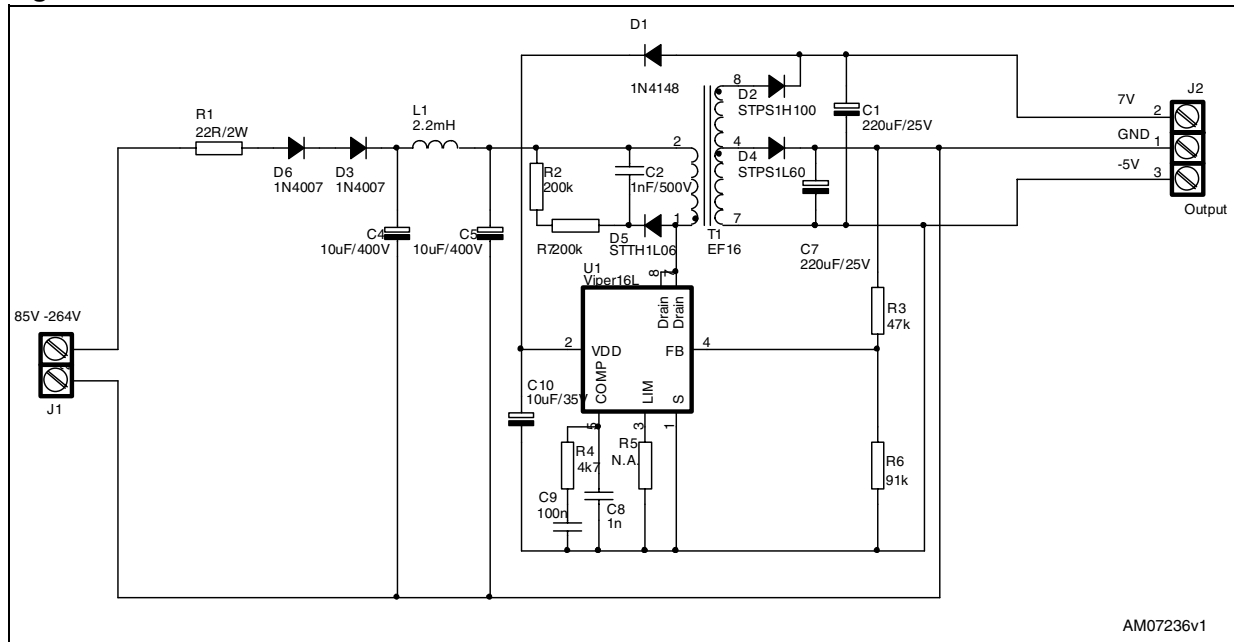 D1
1N4148
8
D2
STPS1H100
C1
220uF/25V
7V
J2
2
GND
1
-5V
3
Output
R1
22R/2W
L1
2.2mH
D6
1N4007
D3
1N4007
2
R2
200k
C2
1nF/500V
4
D4
STPS1L60
1
7
R7200k
D5
STTH1L06
T1
EF16
C7
220uF/25V
C4
10uF/400V
C5
10uF/400V
U1
Viper16L
8
7
Drain
Drain
R3
47k
85V -264V
J1
2
VDD
FB
4
COMP
LIM
S
C10
10uF/35V
5
3
1
R4
4k7
R5
N.A.
R6
91k
C9
100n
C8
1n
AM07236v1